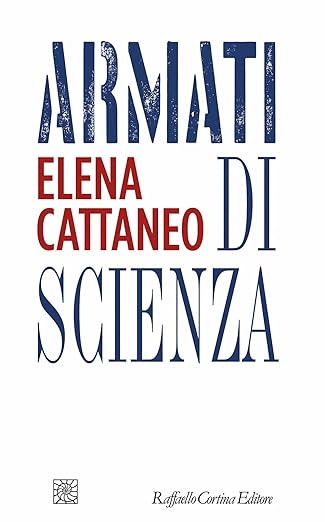 ARMATI
ELENA
CATTANEO
DI
SCIENZA
Raffaello Cortina Editore